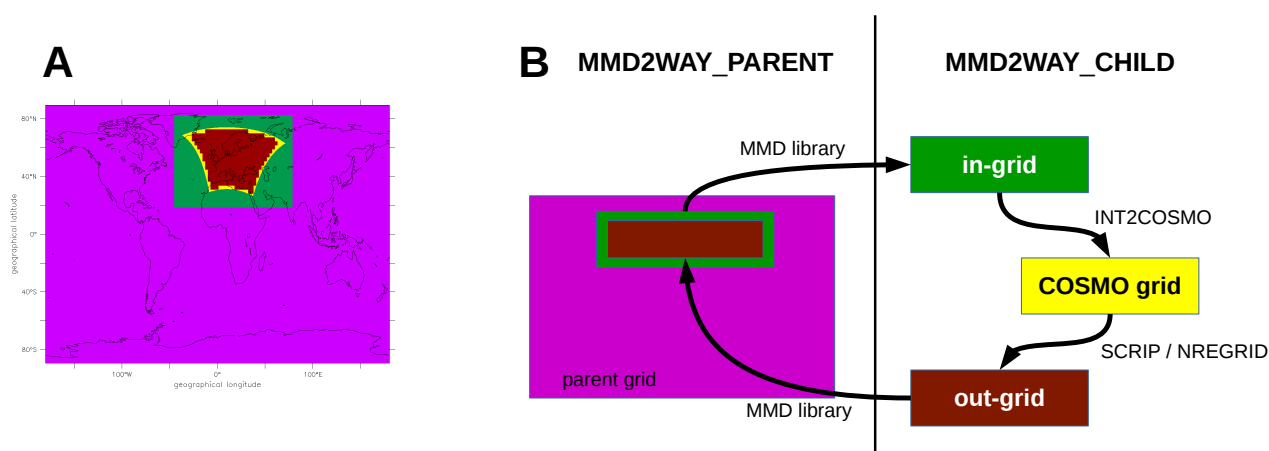 A
80°N
40°N
0°
40°S
80°S
geographical latitude
100°W
0°
100°E
geographical longitude
B
MMD2WAY_PARENT
MMD2WAY_CHILD
MMD library
in-grid
INT2COSMO
COSMO grid
SCRIP / NREGRID
parent grid
out-grid
MMD library